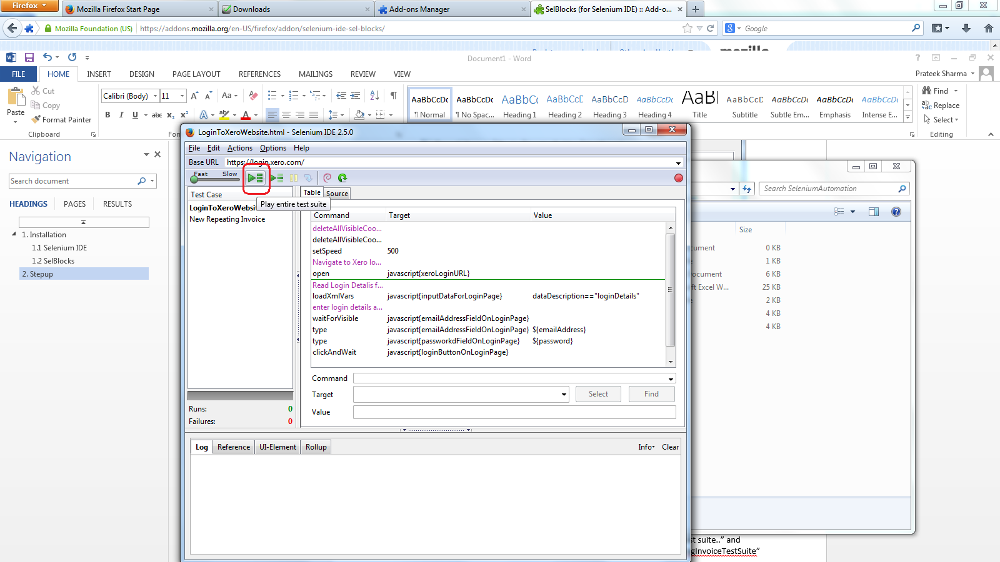 Firefox
Mozilla Firefox Start Page
Downloads
Add-ons Manager
SelBlocks (for Selenium IDE) :: Add-o...
Mozilla Foundation (US)
https://addons.mozilla.org/en-US/firefox/addon/selenium-ide-sel-blocks/
Google
Document1 - Word
FILE HOME INSERT DESIGN PAGE LAYOUT REFERENCES MAILINGS REVIEW VIEW
Prateek Sharma
Paste
Cut
Copy
Format Painter
Clipboard
Calibri (Body) 11
Fon
AaBbCcDc AaBbCcDc AaBbCc AaBbCcD AaBbCcD AaBbCcD AaBl AaBbCcD AaBbCcDc AaBbCcDc AaBbCcDc
¶ Normal ¶ No Spac... Heading 1 Heading 2 Heading 3 Heading 4 Title Subtitle Subtle Em... Emphasis Intense E...
Find
Replace
Select
Editing
Navigation
Search document
HEADINGS PAGES RESULTS
1. Installation
1.1 Selenium IDE
1.2 SelBlocks
2. Stepup
LoginToXeroWebsite.html - Selenium IDE 2.5.0
File Edit Actions Options Help
Base URL https://login.xero.com/
Fast Slow
Play entire test suite
Test Case
LoginToXeroWebsit
New Repeating Invoice
Table Source
Command Target Value
deleteAllVisibleCoo...
deleteAllVisibleCoo...
setSpeed 500
Navigate to Xero lo...
open javascript{xeroLoginURL}
Read Login Detalis f...
loadXmlVars javascript{inputDataForLoginPage} dataDescription=="loginDetails"
enter login details a...
waitForVisible javascript{emailAddressFieldOnLoginPage}
type javascript{emailAddressFieldOnLoginPage} ${emailAddress}
type javascript{passworkdFieldOnLoginPage} ${password}
clickAndWait javascript{loginButtonOnLoginPage}
Command
Target Select Find
Value
Runs: 0
Failures: 0
Log Reference UI-Element Rollup
Info Clear
Search SeleniumAutomation
Size
cument 0 KB
1 KB
ocument 6 KB
ft Excel W... 25 KB
2 KB
4 KB
4 KB
st suite.." and
gInvoiceTestSuite"